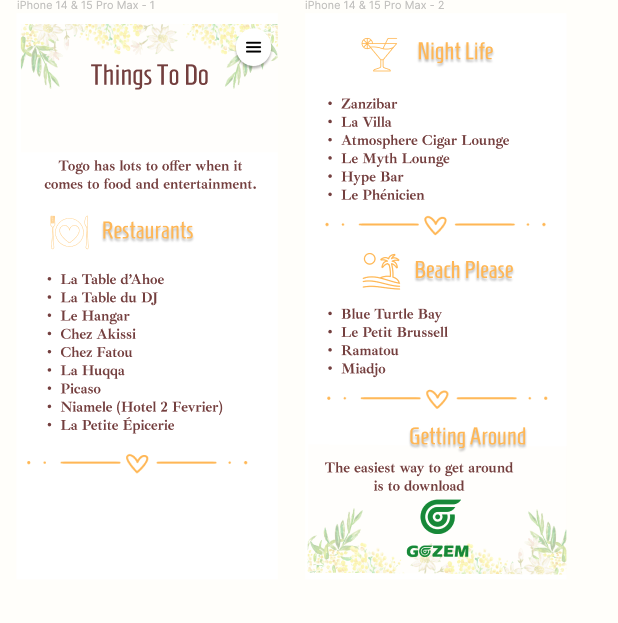 iPhone 14 & 15 Pro Max - 1
Things To Do
Togo has lots to offer when it
comes to food and entertainment.
Restaurants
• La Table d’Ahoe
• La Table du DJ
• Le Hangar
• Chez Akissi
• Chez Fatou
• La Huqqa
• Picaso
• Niamele (Hotel 2 Fevrier)
• La Petite Épicerie
iPhone 14 & 15 Pro Max - 2
Night Life
• Zanzibar
• La Villa
• Atmosphere Cigar Lounge
• Le Myth Lounge
• Hype Bar
• Le Phénicien
Beach Please
• Blue Turtle Bay
• Le Petit Brussell
• Ramatou
• Miadjo
Getting Around
The easiest way to get around
is to download
GOZEM